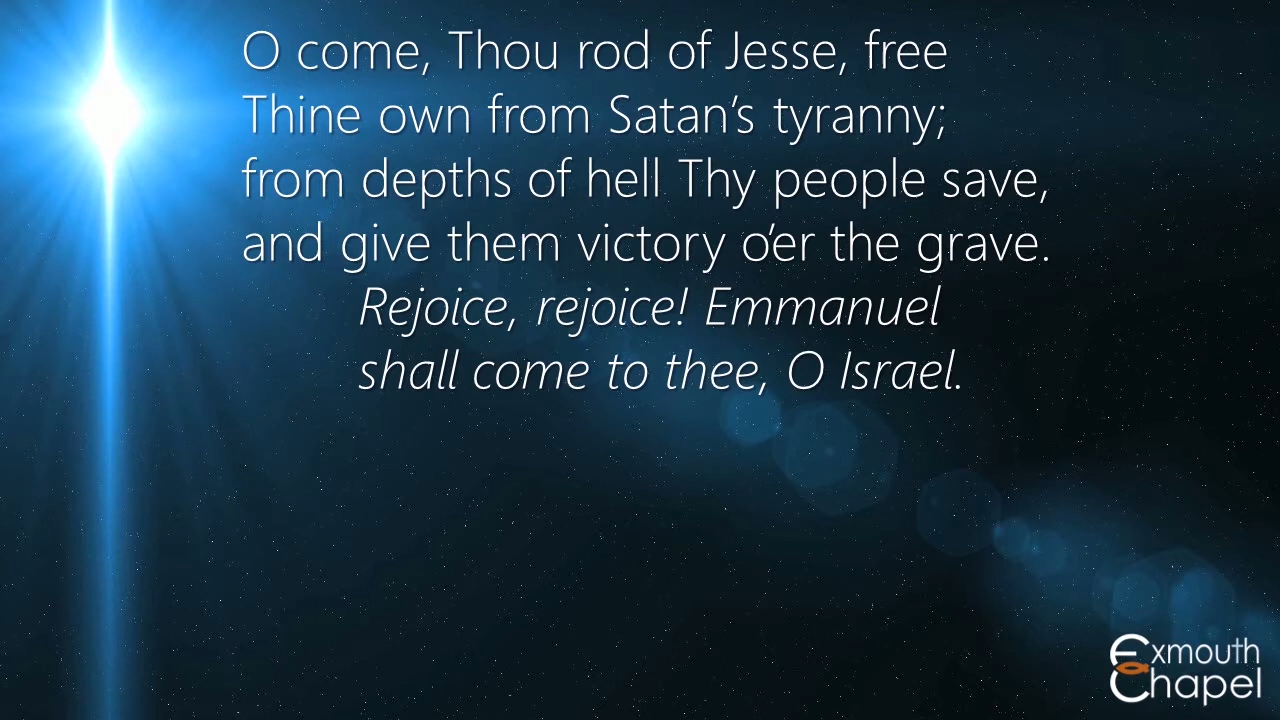 O come, Thou rod of Jesse, free
Thine own from Satan’s tyranny;
from depths of hell Thy people save,
and give them victory o’er the grave.
Rejoice, rejoice! Emmanuel
shall come to thee, O Israel.
Exmouth
Chapel